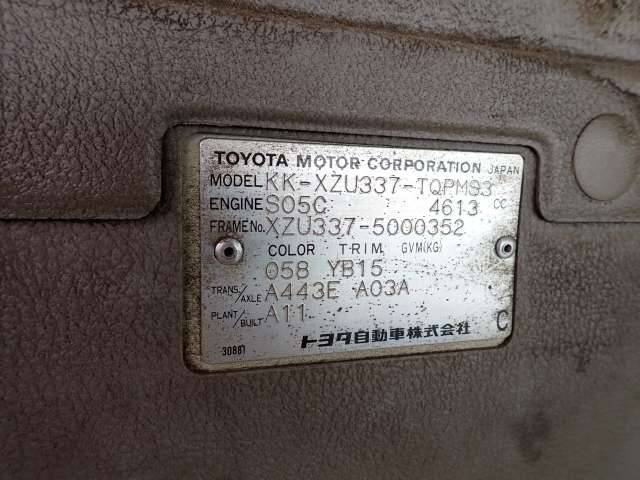 TOYOTA MOTOR CORPORATION JAPAN
MODEL KK-XZU337-TQPMS3
ENGINE S05C 4613 CC
FRAME No. XZU337-5000352
COLOR TRIM GVM(KG)
058 YB15
TRANS./AXLE A443E A03A
PLANT/BUILT A11
トヨタ自動車株式会社 C
30881